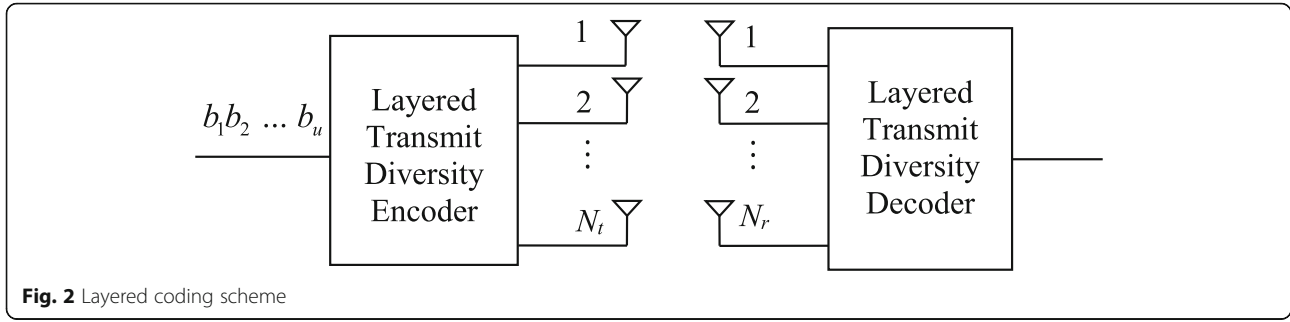 b₁b₂ ... bᵤ
Layered
Transmit
Diversity
Encoder
1
2
⋮
Nₜ
1
2
⋮
Nᵣ
Layered
Transmit
Diversity
Decoder
Fig. 2 Layered coding scheme